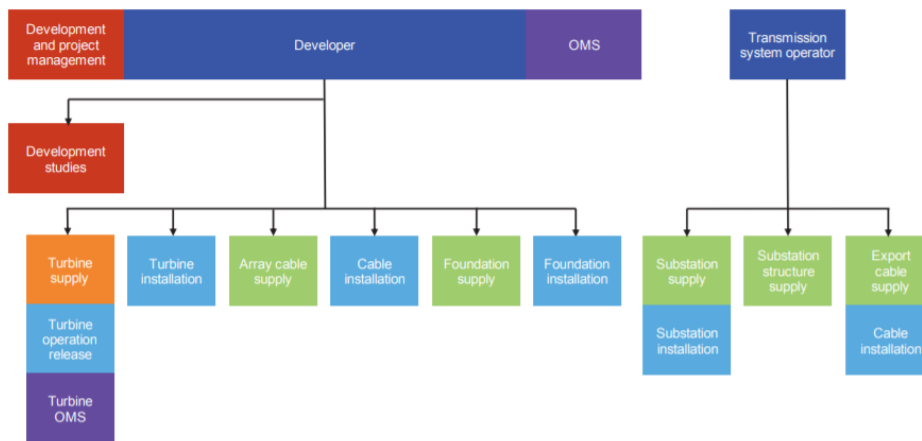 Development
and project
management
Developer
OMS
Transmission
system operator
Development
studies
Turbine
supply
Turbine
installation
Array cable
supply
Cable
installation
Foundation
supply
Foundation
installation
Substation
supply
Substation
structure
supply
Export
cable
supply
Turbine
operation
release
Substation
installation
Cable
installation
Turbine
OMS